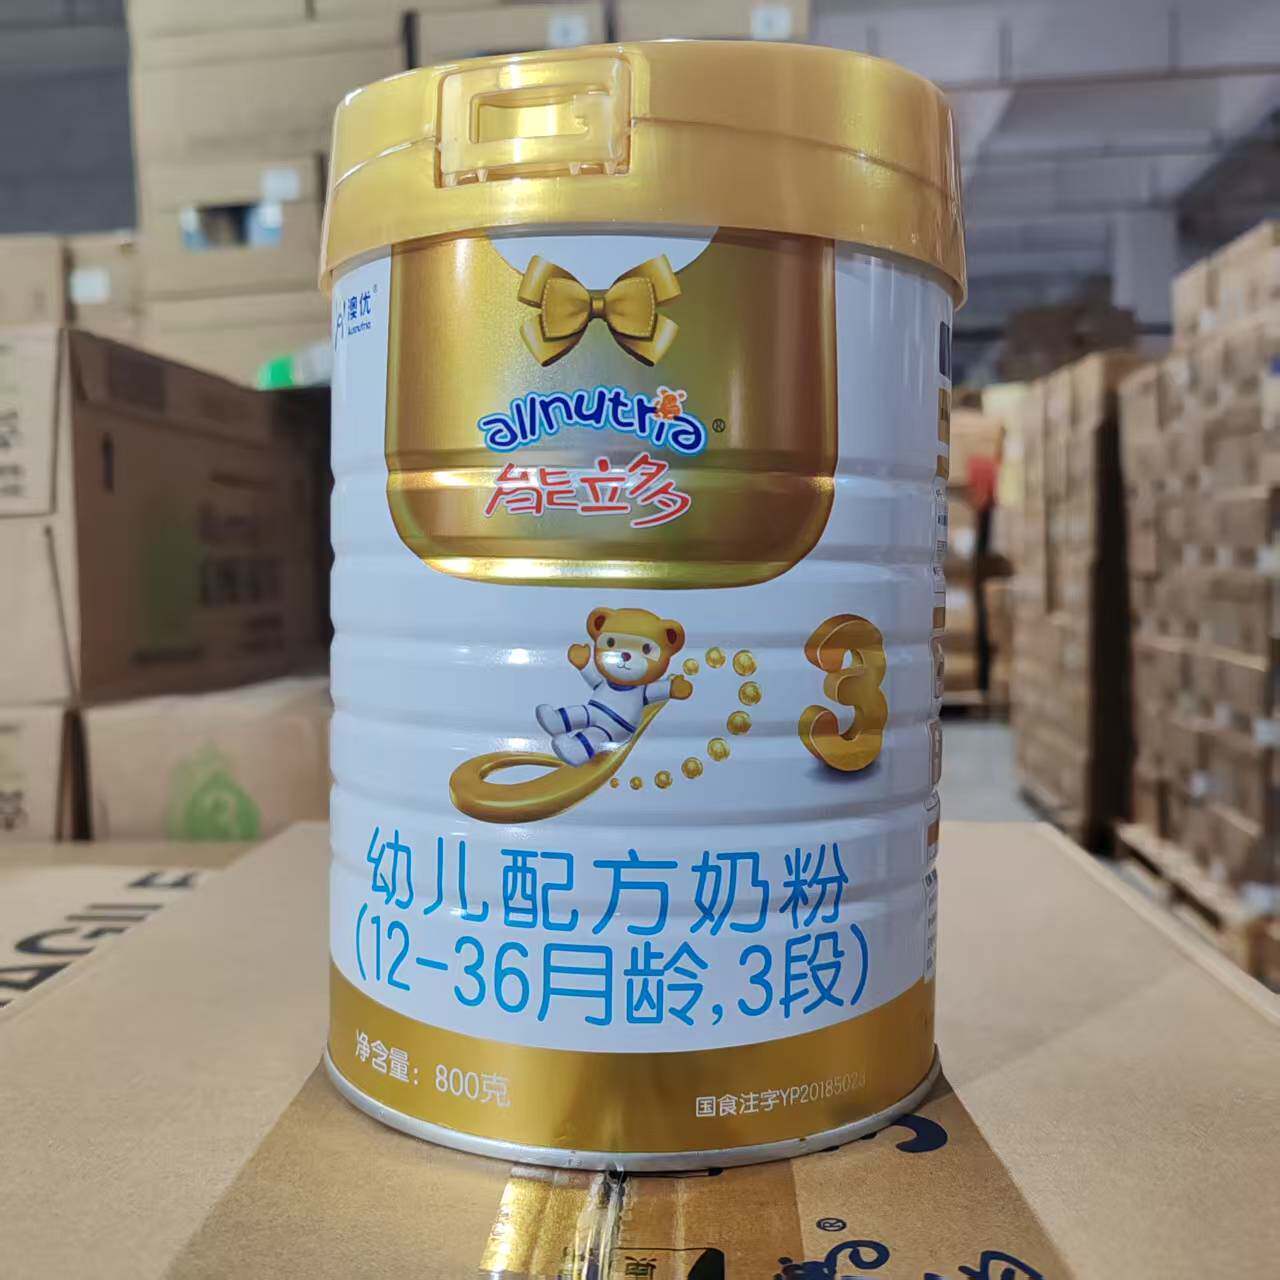 澳优®
Ausnutria
allnutria®
能立多
3
幼儿配方奶粉
(12-36月龄,3段)
净含量：800克
国食注字YP20185023
®
澳